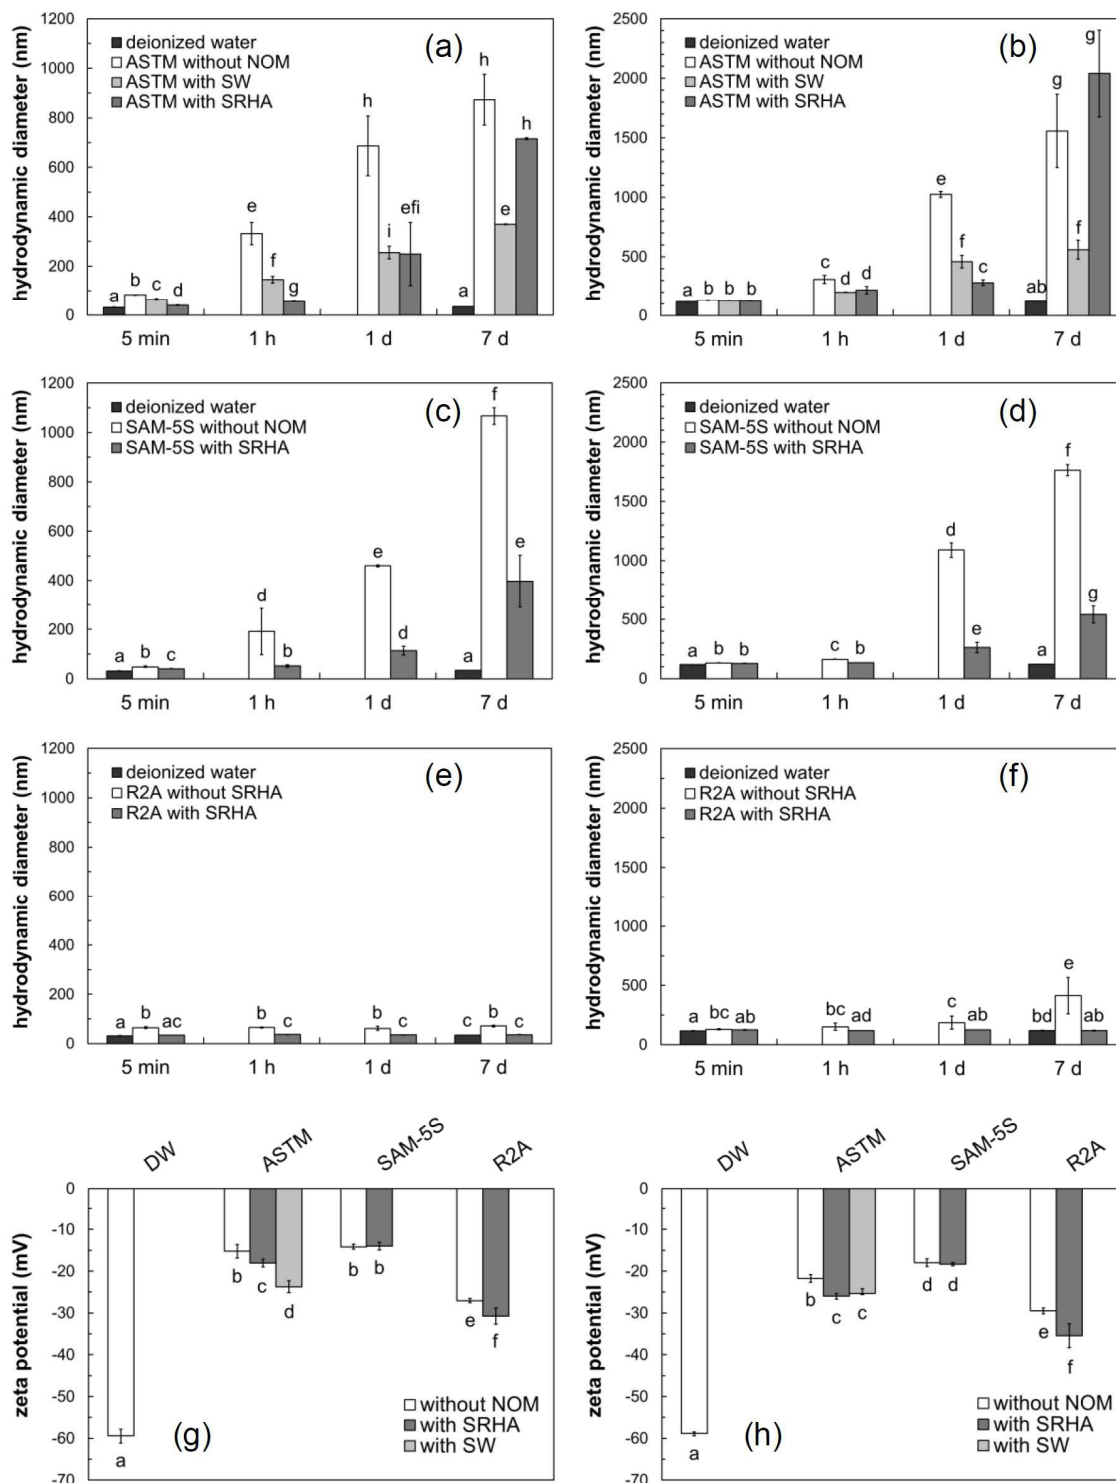 hydrodynamic diameter (nm)
1200
1000
800
600
400
200
0
deionized water
ASTM without NOM
ASTM with SW
ASTM with SRHA
(a)
a b c d
e f g
h i efi
a h e h
5 min 1 h 1 d 7 d
hydrodynamic diameter (nm)
2500
2000
1500
1000
500
0
deionized water
ASTM without NOM
ASTM with SW
ASTM with SRHA
(b)
a b b b
c d d
e f c
ab g f g
5 min 1 h 1 d 7 d
hydrodynamic diameter (nm)
1200
1000
800
600
400
200
0
deionized water
SAM-5S without NOM
SAM-5S with SRHA
(c)
a b c
d b
e d
a f e
5 min 1 h 1 d 7 d
hydrodynamic diameter (nm)
2500
2000
1500
1000
500
0
deionized water
SAM-5S without NOM
SAM-5S with SRHA
(d)
a b b
c b
d e
a f g
5 min 1 h 1 d 7 d
hydrodynamic diameter (nm)
1200
1000
800
600
400
200
0
deionized water
R2A without SRHA
R2A with SRHA
(e)
a b ac
b c
b c
c b c
5 min 1 h 1 d 7 d
hydrodynamic diameter (nm)
2500
2000
1500
1000
500
0
deionized water
R2A without SRHA
R2A with SRHA
(f)
a bc ab
bc ad
c ab
bd e ab
5 min 1 h 1 d 7 d
DW ASTM SAM-5S R2A
zeta potential (mV)
0
-10
-20
-30
-40
-50
-60
-70
a
b c d
b b
e f
without NOM
with SRHA
with SW
(g)
DW ASTM SAM-5S R2A
zeta potential (mV)
0
-10
-20
-30
-40
-50
-60
-70
a
b c c
d d
e f
without NOM
with SRHA
with SW
(h)